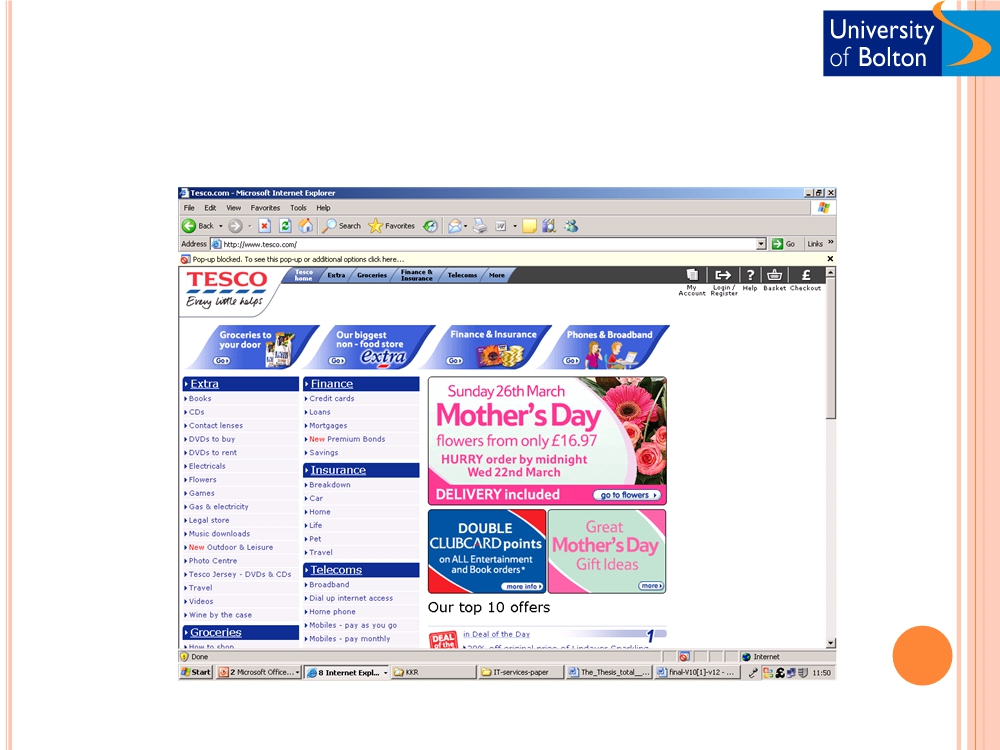 University
of Bolton
Tesco.com - Microsoft Internet Explorer
File Edit View Favorites Tools Help
Back Search Favorites
Address http://www.tesco.com/ Go Links »
Pop-up blocked. To see this pop-up or additional options click here...
TESCO
Every little helps
Tesco home Extra Groceries Finance & Insurance Telecoms More
My Account Login / Register Help Basket Checkout
Groceries to
your door
Go
Our biggest
non - food store
extra
Go
Finance & Insurance
Go
Phones & Broadband
Go
Extra
Books
CDs
Contact lenses
DVDs to buy
DVDs to rent
Electricals
Flowers
Games
Gas & electricity
Legal store
Music downloads
New Outdoor & Leisure
Photo Centre
Tesco Jersey - DVDs & CDs
Travel
Videos
Wine by the case
Groceries
How to shop
Finance
Credit cards
Loans
Mortgages
New Premium Bonds
Savings
Insurance
Breakdown
Car
Home
Life
Pet
Travel
Telecoms
Broadband
Dial up internet access
Home phone
Mobiles - pay as you go
Mobiles - pay monthly
Sunday 26th March
Mother's Day
flowers from only £16.97
HURRY order by midnight
Wed 22nd March
DELIVERY included
go to flowers
DOUBLE
CLUBCARD points
on ALL Entertainment
and Book orders*
more info
Great
Mother's Day
Gift Ideas
more
Our top 10 offers
DEAL
in Deal of the Day
1
Done Internet
Start 2 Microsoft Office... 8 Internet Expl... KKR IT-services-paper The_Thesis_total__... final-V10[1]-v12 - ... 11:50